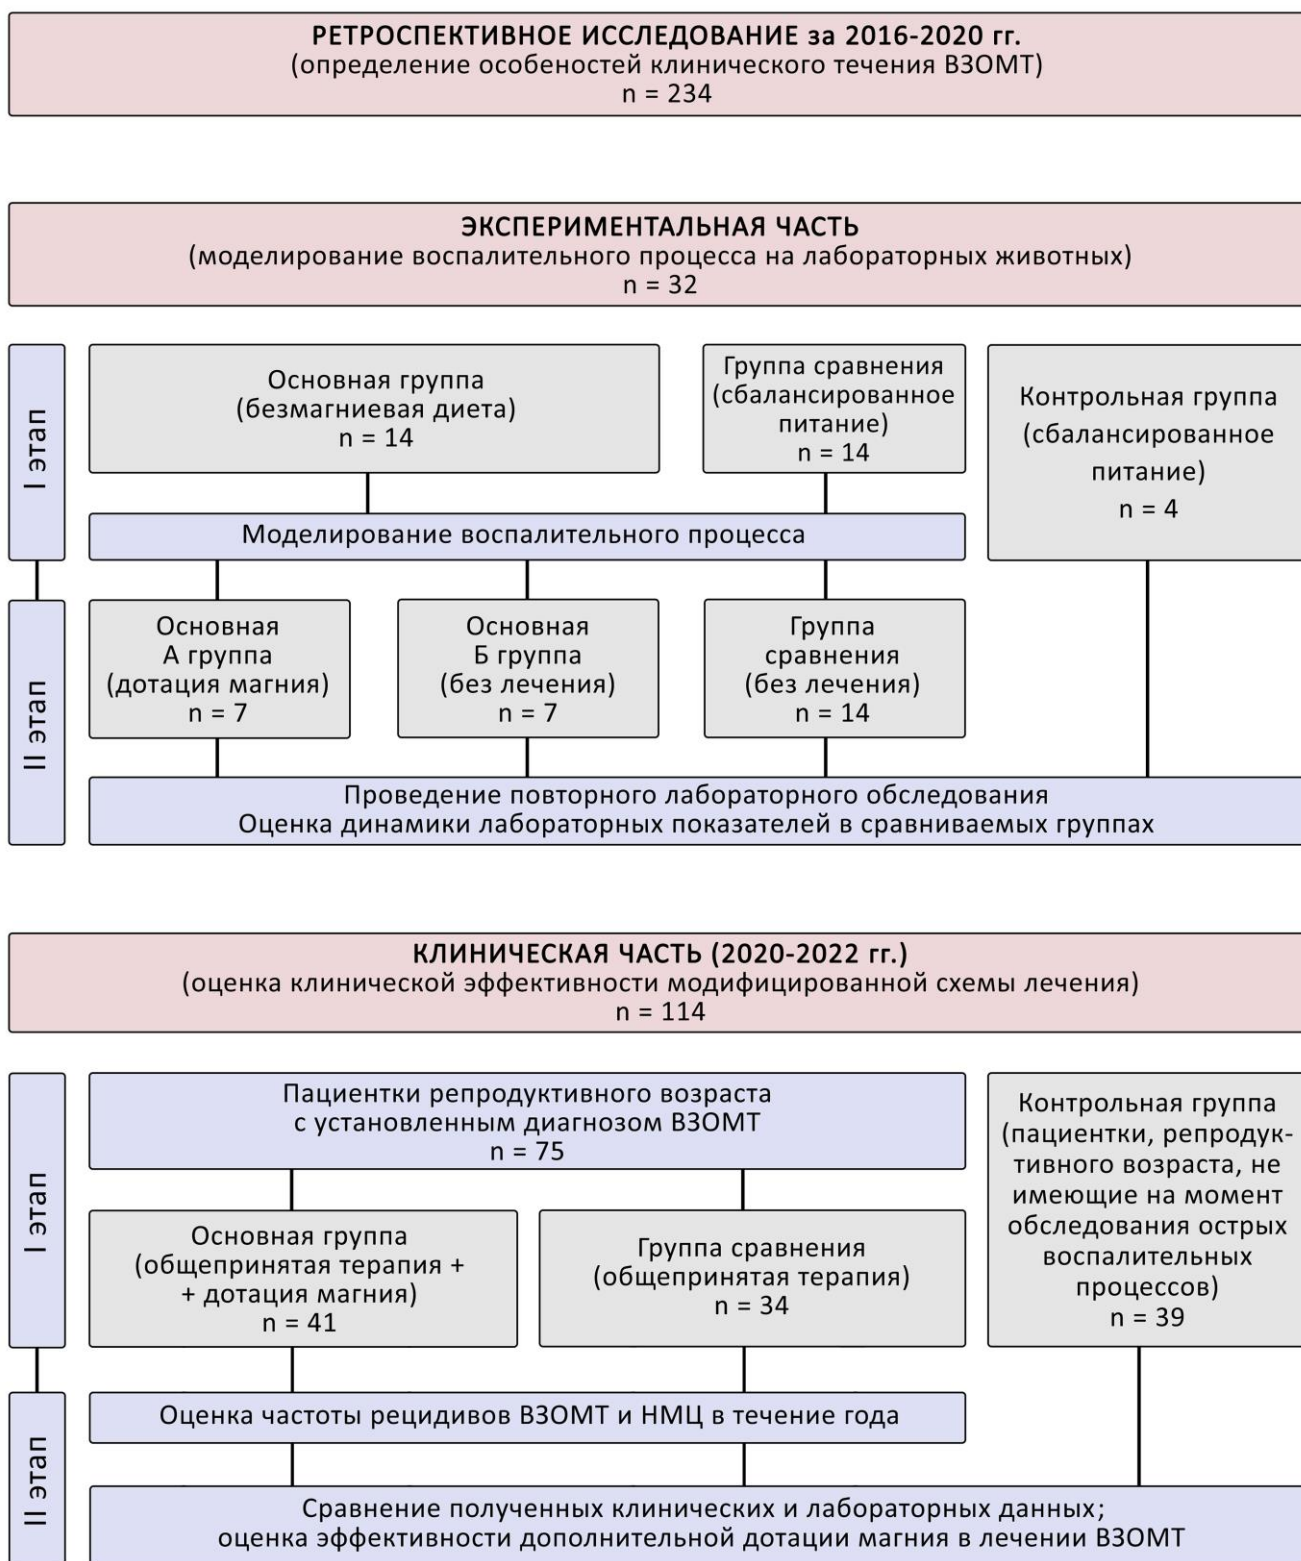 РЕТРОСПЕКТИВНОЕ ИССЛЕДОВАНИЕ за 2016-2020 гг.
(определение особеностей клинического течения ВЗОМТ)
n = 234
ЭКСПЕРИМЕНТАЛЬНАЯ ЧАСТЬ
(моделирование воспалительного процесса на лабораторных животных)
n = 32
I этап
Основная группа
(безмагниевая диета)
n = 14
Группа сравнения
(сбалансированное
питание)
n = 14
Контрольная группа
(сбалансированное
питание)
n = 4
Моделирование воспалительного процесса
II этап
Основная
А группа
(дотация магния)
n = 7
Основная
Б группа
(без лечения)
n = 7
Группа
сравнения
(без лечения)
n = 14
Проведение повторного лабораторного обследования
Оценка динамики лабораторных показателей в сравниваемых группах
КЛИНИЧЕСКАЯ ЧАСТЬ (2020-2022 гг.)
(оценка клинической эффективности модифицированной схемы лечения)
n = 114
I этап
Пациентки репродуктивного возраста
с установленным диагнозом ВЗОМТ
n = 75
Основная группа
(общепринятая терапия +
+ дотация магния)
n = 41
Группа сравнения
(общепринятая терапия)
n = 34
Контрольная группа
(пациентки, репродук-
тивного возраста, не
имеющие на момент
обследования острых
воспалительных
процессов)
n = 39
II этап
Оценка частоты рецидивов ВЗОМТ и НМЦ в течение года
Сравнение полученных клинических и лабораторных данных;
оценка эффективности дополнительной дотации магния в лечении ВЗОМТ